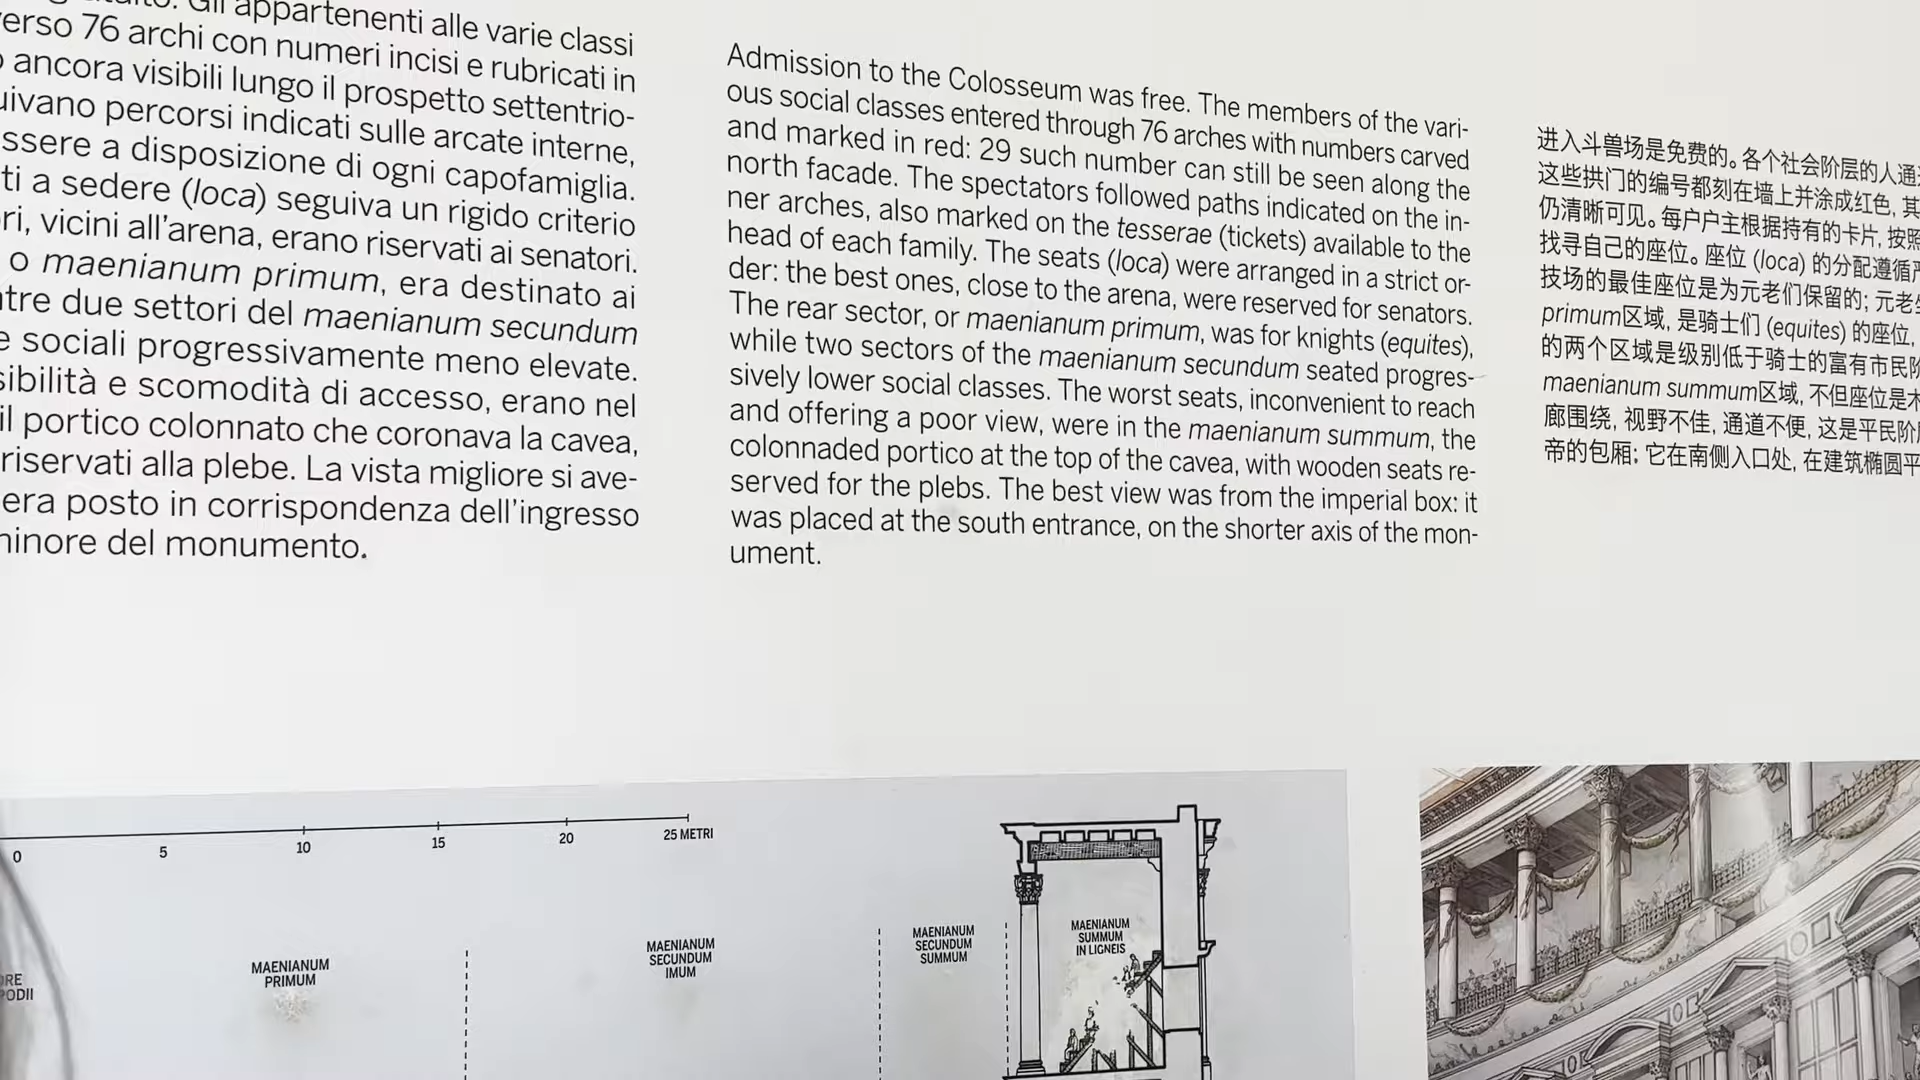 Gli appartenenti alle varie classi
76 archi con numeri incisi e rubricati in
ancora visibili lungo il prospetto settentrio-
percorsi indicati sulle arcate interne,
a disposizione di ogni capofamiglia.
a sedere (loca) seguiva un rigido criterio
vicini all'arena, erano riservati ai senatori.
o maenianum primum, era destinato ai
due settori del maenianum secundum
sociali progressivamente meno elevate.
e scomodità di accesso, erano nel
il portico colonnato che coronava la cavea,
riservati alla plebe. La vista migliore si ave-
era posto in corrispondenza dell'ingresso
del monumento.
Admission to the Colosseum was free. The members of the vari-
ous social classes entered through 76 arches with numbers carved
and marked in red: 29 such number can still be seen along the
north facade. The spectators followed paths indicated on the in-
ner arches, also marked on the tesserae (tickets) available to the
head of each family. The seats (loca) were arranged in a strict or-
der: the best ones, close to the arena, were reserved for senators.
The rear sector, or maenianum primum, was for knights (equites),
while two sectors of the maenianum secundum seated progres-
sively lower social classes. The worst seats, inconvenient to reach
and offering a poor view, were in the maenianum summum, the
colonnaded portico at the top of the cavea, with wooden seats re-
served for the plebs. The best view was from the imperial box: it
was placed at the south entrance, on the shorter axis of the mon-
ument.
进入斗兽场是免费的。各个社会阶层的人通
这些拱门的编号都刻在墙上并涂成红色, 其
仍清晰可见。每户户主根据持有的卡片, 按照
找寻自己的座位。座位 (loca) 的分配遵循
技场的最佳座位是为元老们保留的; 元老
primum区域, 是骑士们 (equites) 的座位,
的两个区域是级别低于骑士的富有市民
maenianum summum区域, 不但座位是
廊围绕, 视野不佳, 通道不便, 这是平民阶
帝的包厢; 它在南侧入口处, 在建筑椭圆平
0 5 10 15 20 25 METRI
MAENIANUM
PRIMUM
MAENIANUM
SECUNDUM
IMUM
MAENIANUM
SECUNDUM
SUMMUM
MAENIANUM
SUMMUM
IN LIGNEIS